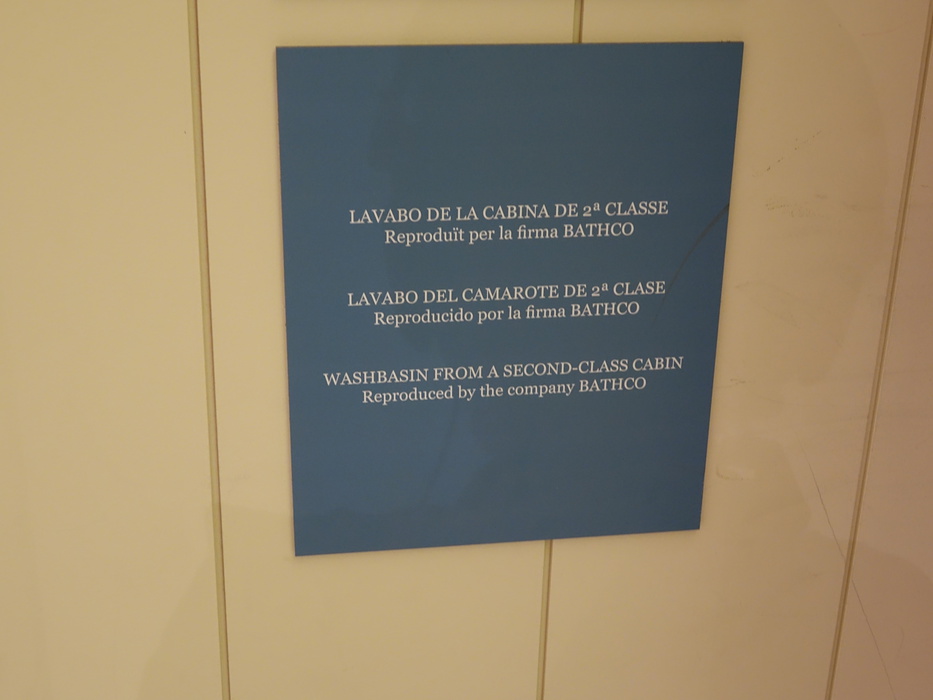 LAVABO DE LA CABINA DE 2ª CLASSE
Reproduït per la firma BATHCO
LAVABO DEL CAMAROTE DE 2ª CLASE
Reproducido por la firma BATHCO
WASHBASIN FROM A SECOND-CLASS CABIN
Reproduced by the company BATHCO